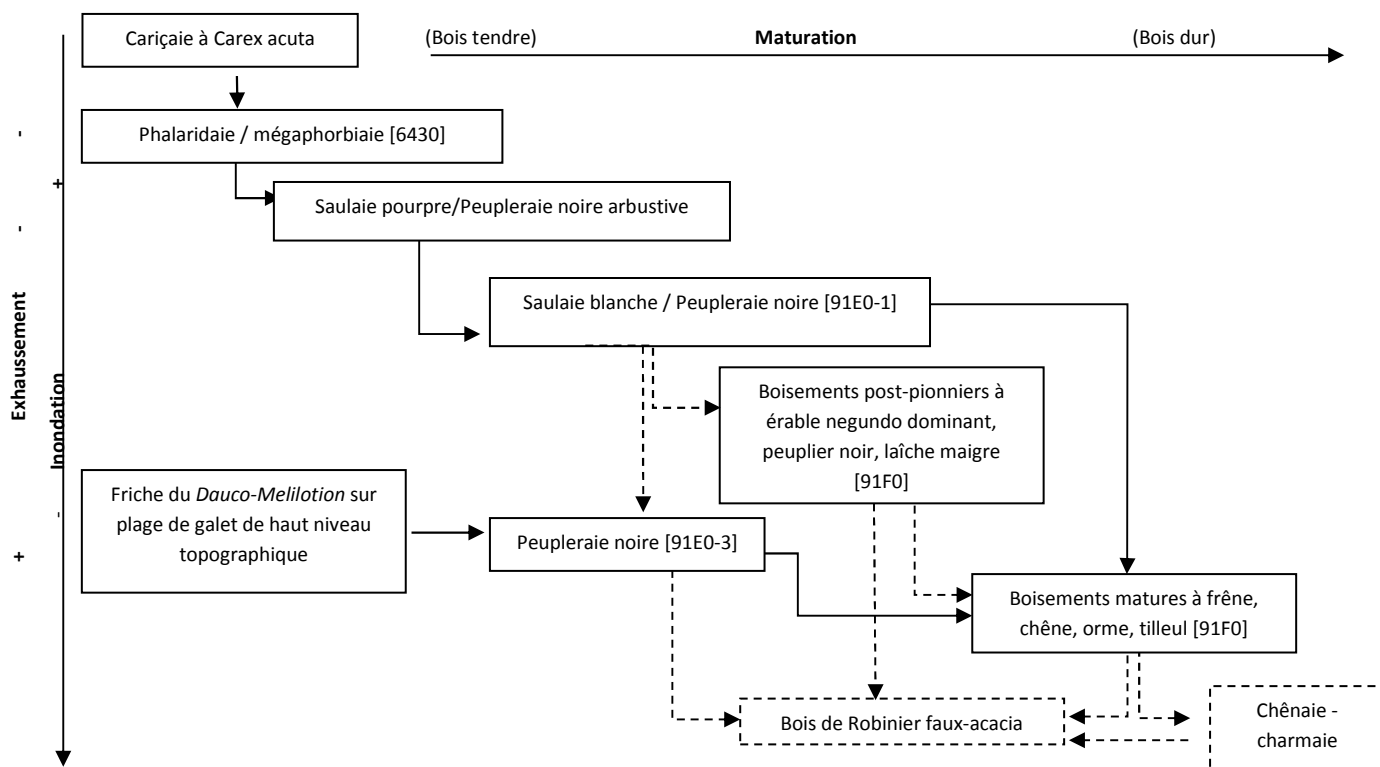 Cariçaie à Carex acuta
(Bois tendre)
Maturation
(Bois dur)
Phalaridaie / mégaphorbiaie [6430]
Saulaie pourpre/Peupleraie noire arbustive
Saulaie blanche / Peupleraie noire [91E0-1]
Boisements post-pionniers à
érable negundo dominant,
peuplier noir, laîche maigre
[91F0]
- - Exhaussement +
+ Inondation -
Friche du Dauco-Melilotion sur
plage de galet de haut niveau
topographique
Peupleraie noire [91E0-3]
Boisements matures à frêne,
chêne, orme, tilleul [91F0]
Bois de Robinier faux-acacia
Chênaie -
charmaie